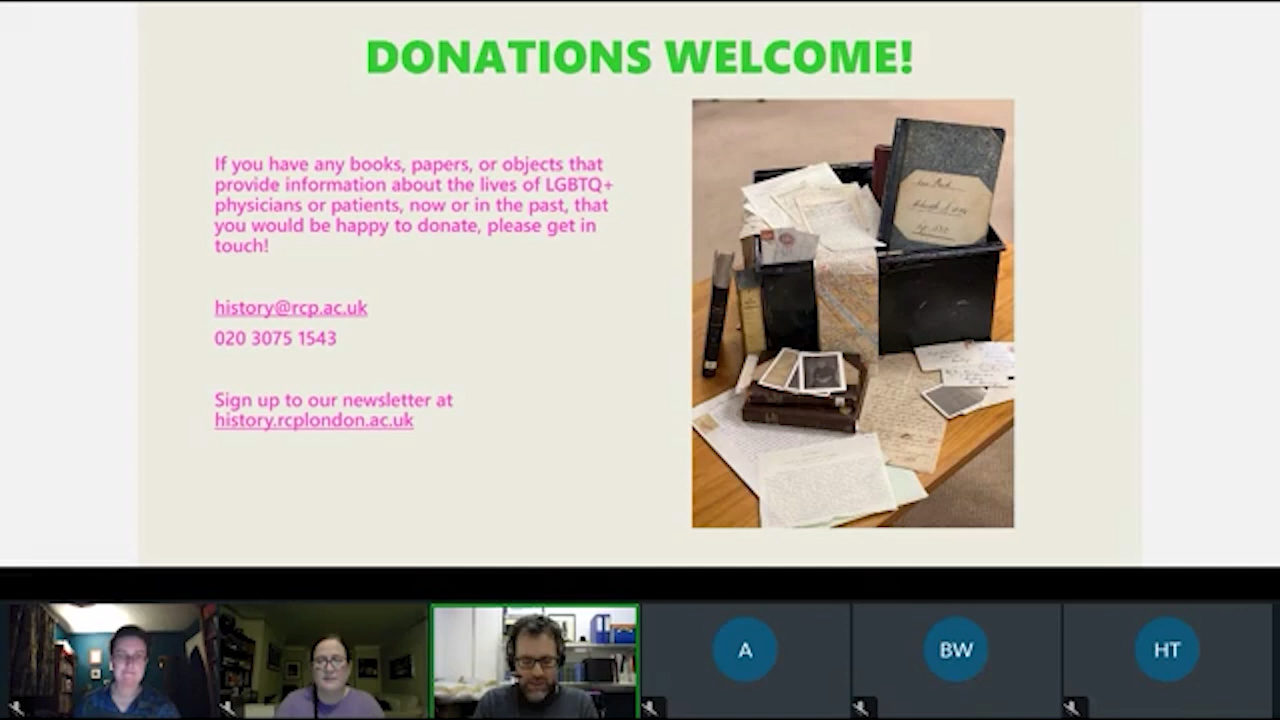 DONATIONS WELCOME!
If you have any books, papers, or objects that
provide information about the lives of LGBTQ+
physicians or patients, now or in the past, that
you would be happy to donate, please get in
touch!
history@rcp.ac.uk
020 3075 1543
Sign up to our newsletter at
history.rcplondon.ac.uk
A
BW
HT